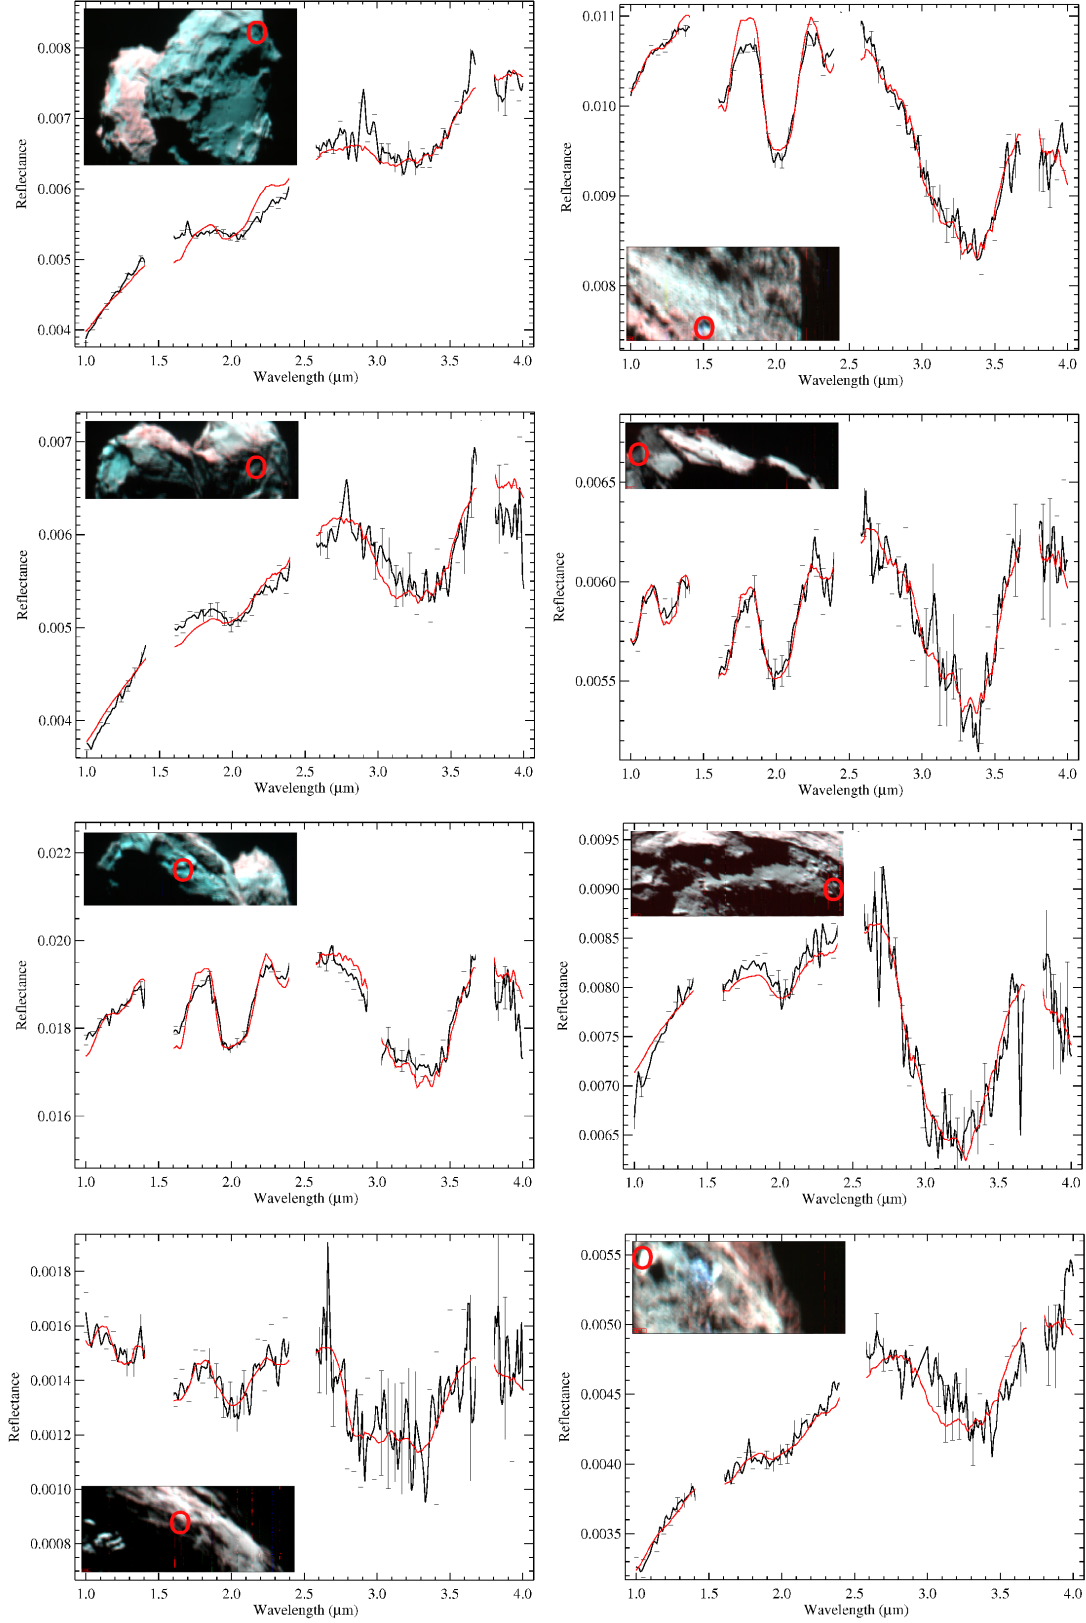 0.008
0.007
0.006
0.005
0.004
Reflectance
1.0 1.5 2.0 2.5 3.0 3.5 4.0
Wavelength (μm)
0.011
0.010
0.009
0.008
Reflectance
1.0 1.5 2.0 2.5 3.0 3.5 4.0
Wavelength (μm)
0.007
0.006
0.005
0.004
Reflectance
1.0 1.5 2.0 2.5 3.0 3.5 4.0
Wavelength (μm)
0.0065
0.0060
0.0055
Reflectance
1.0 1.5 2.0 2.5 3.0 3.5 4.0
Wavelength (μm)
0.022
0.020
0.018
0.016
Reflectance
1.0 1.5 2.0 2.5 3.0 3.5 4.0
Wavelength (μm)
0.0095
0.0090
0.0085
0.0080
0.0075
0.0070
0.0065
Reflectance
1.0 1.5 2.0 2.5 3.0 3.5 4.0
Wavelength (μm)
0.0018
0.0016
0.0014
0.0012
0.0010
0.0008
Reflectance
1.0 1.5 2.0 2.5 3.0 3.5 4.0
Wavelength (μm)
0.0055
0.0050
0.0045
0.0040
0.0035
Reflectance
1.0 1.5 2.0 2.5 3.0 3.5 4.0
Wavelength (μm)